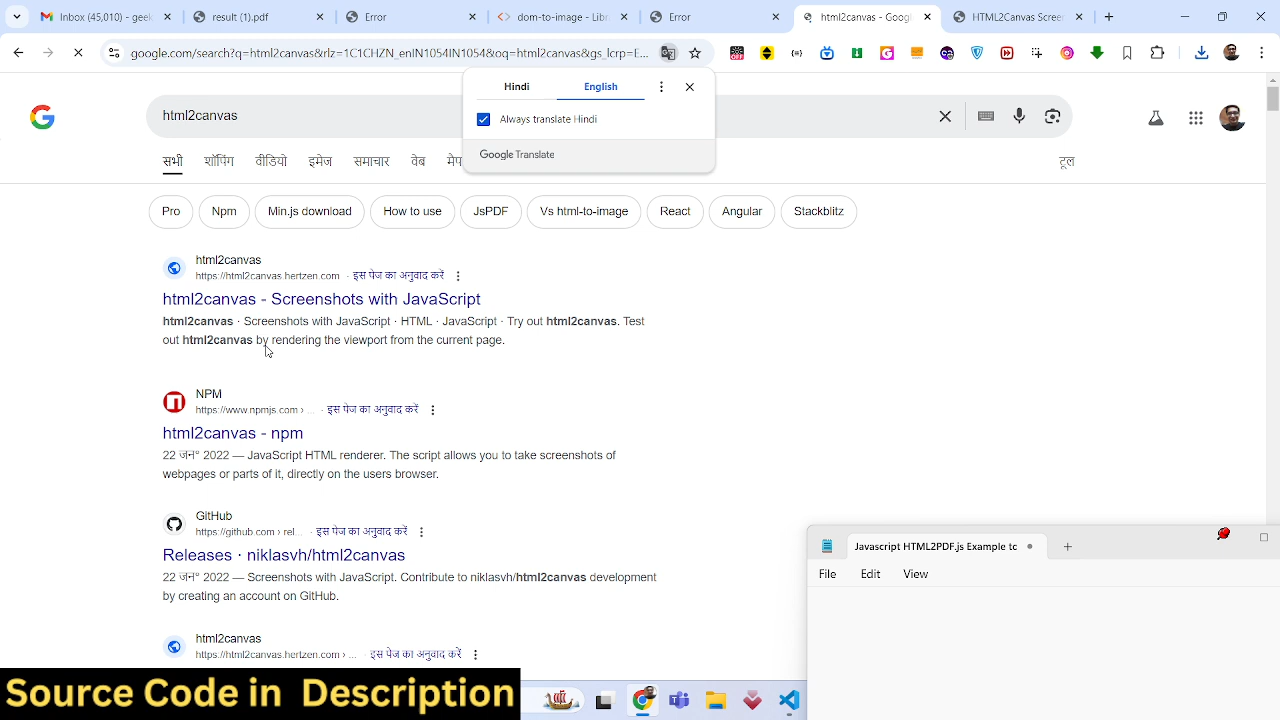 Inbox (45,010) - geek
file (1).pdf
Error
dom-to-image - Libra
Error
html2canvas - Google
HTML2Canvas Screen
google.com/search?q=html2canvas&rlz=1C1CHZN_enIN1054IN1054&oq=html2canvas&gs_lcrp=E...
OFF
Hindi
English
Always translate Hindi
Google Translate
html2canvas
सभी
शॉपिंग
वीडियो
इमेज
समाचार
वेब
टूल
Pro
Npm
Min.js download
How to use
JsPDF
Vs html-to-image
React
Angular
Stackblitz
html2canvas
https://html2canvas.hertzen.com · इस पेज का अनुवाद करें
html2canvas - Screenshots with JavaScript
html2canvas · Screenshots with JavaScript · HTML · JavaScript · Try out html2canvas. Test
out html2canvas by rendering the viewport from the current page.
NPM
https://www.npmjs.com › ... · इस पेज का अनुवाद करें
html2canvas - npm
22 जन॰ 2022 — JavaScript HTML renderer. The script allows you to take screenshots of
webpages or parts of it, directly on the users browser.
GitHub
https://github.com › rel... · इस पेज का अनुवाद करें
Releases · niklasvh/html2canvas
22 जन॰ 2022 — Screenshots with JavaScript. Contribute to niklasvh/html2canvas development
by creating an account on GitHub.
html2canvas
https://html2canvas.hertzen.com › ... · इस पेज का अनुवाद करें
Javascript HTML2PDF.js Example to
File
Edit
View
Source Code in Description